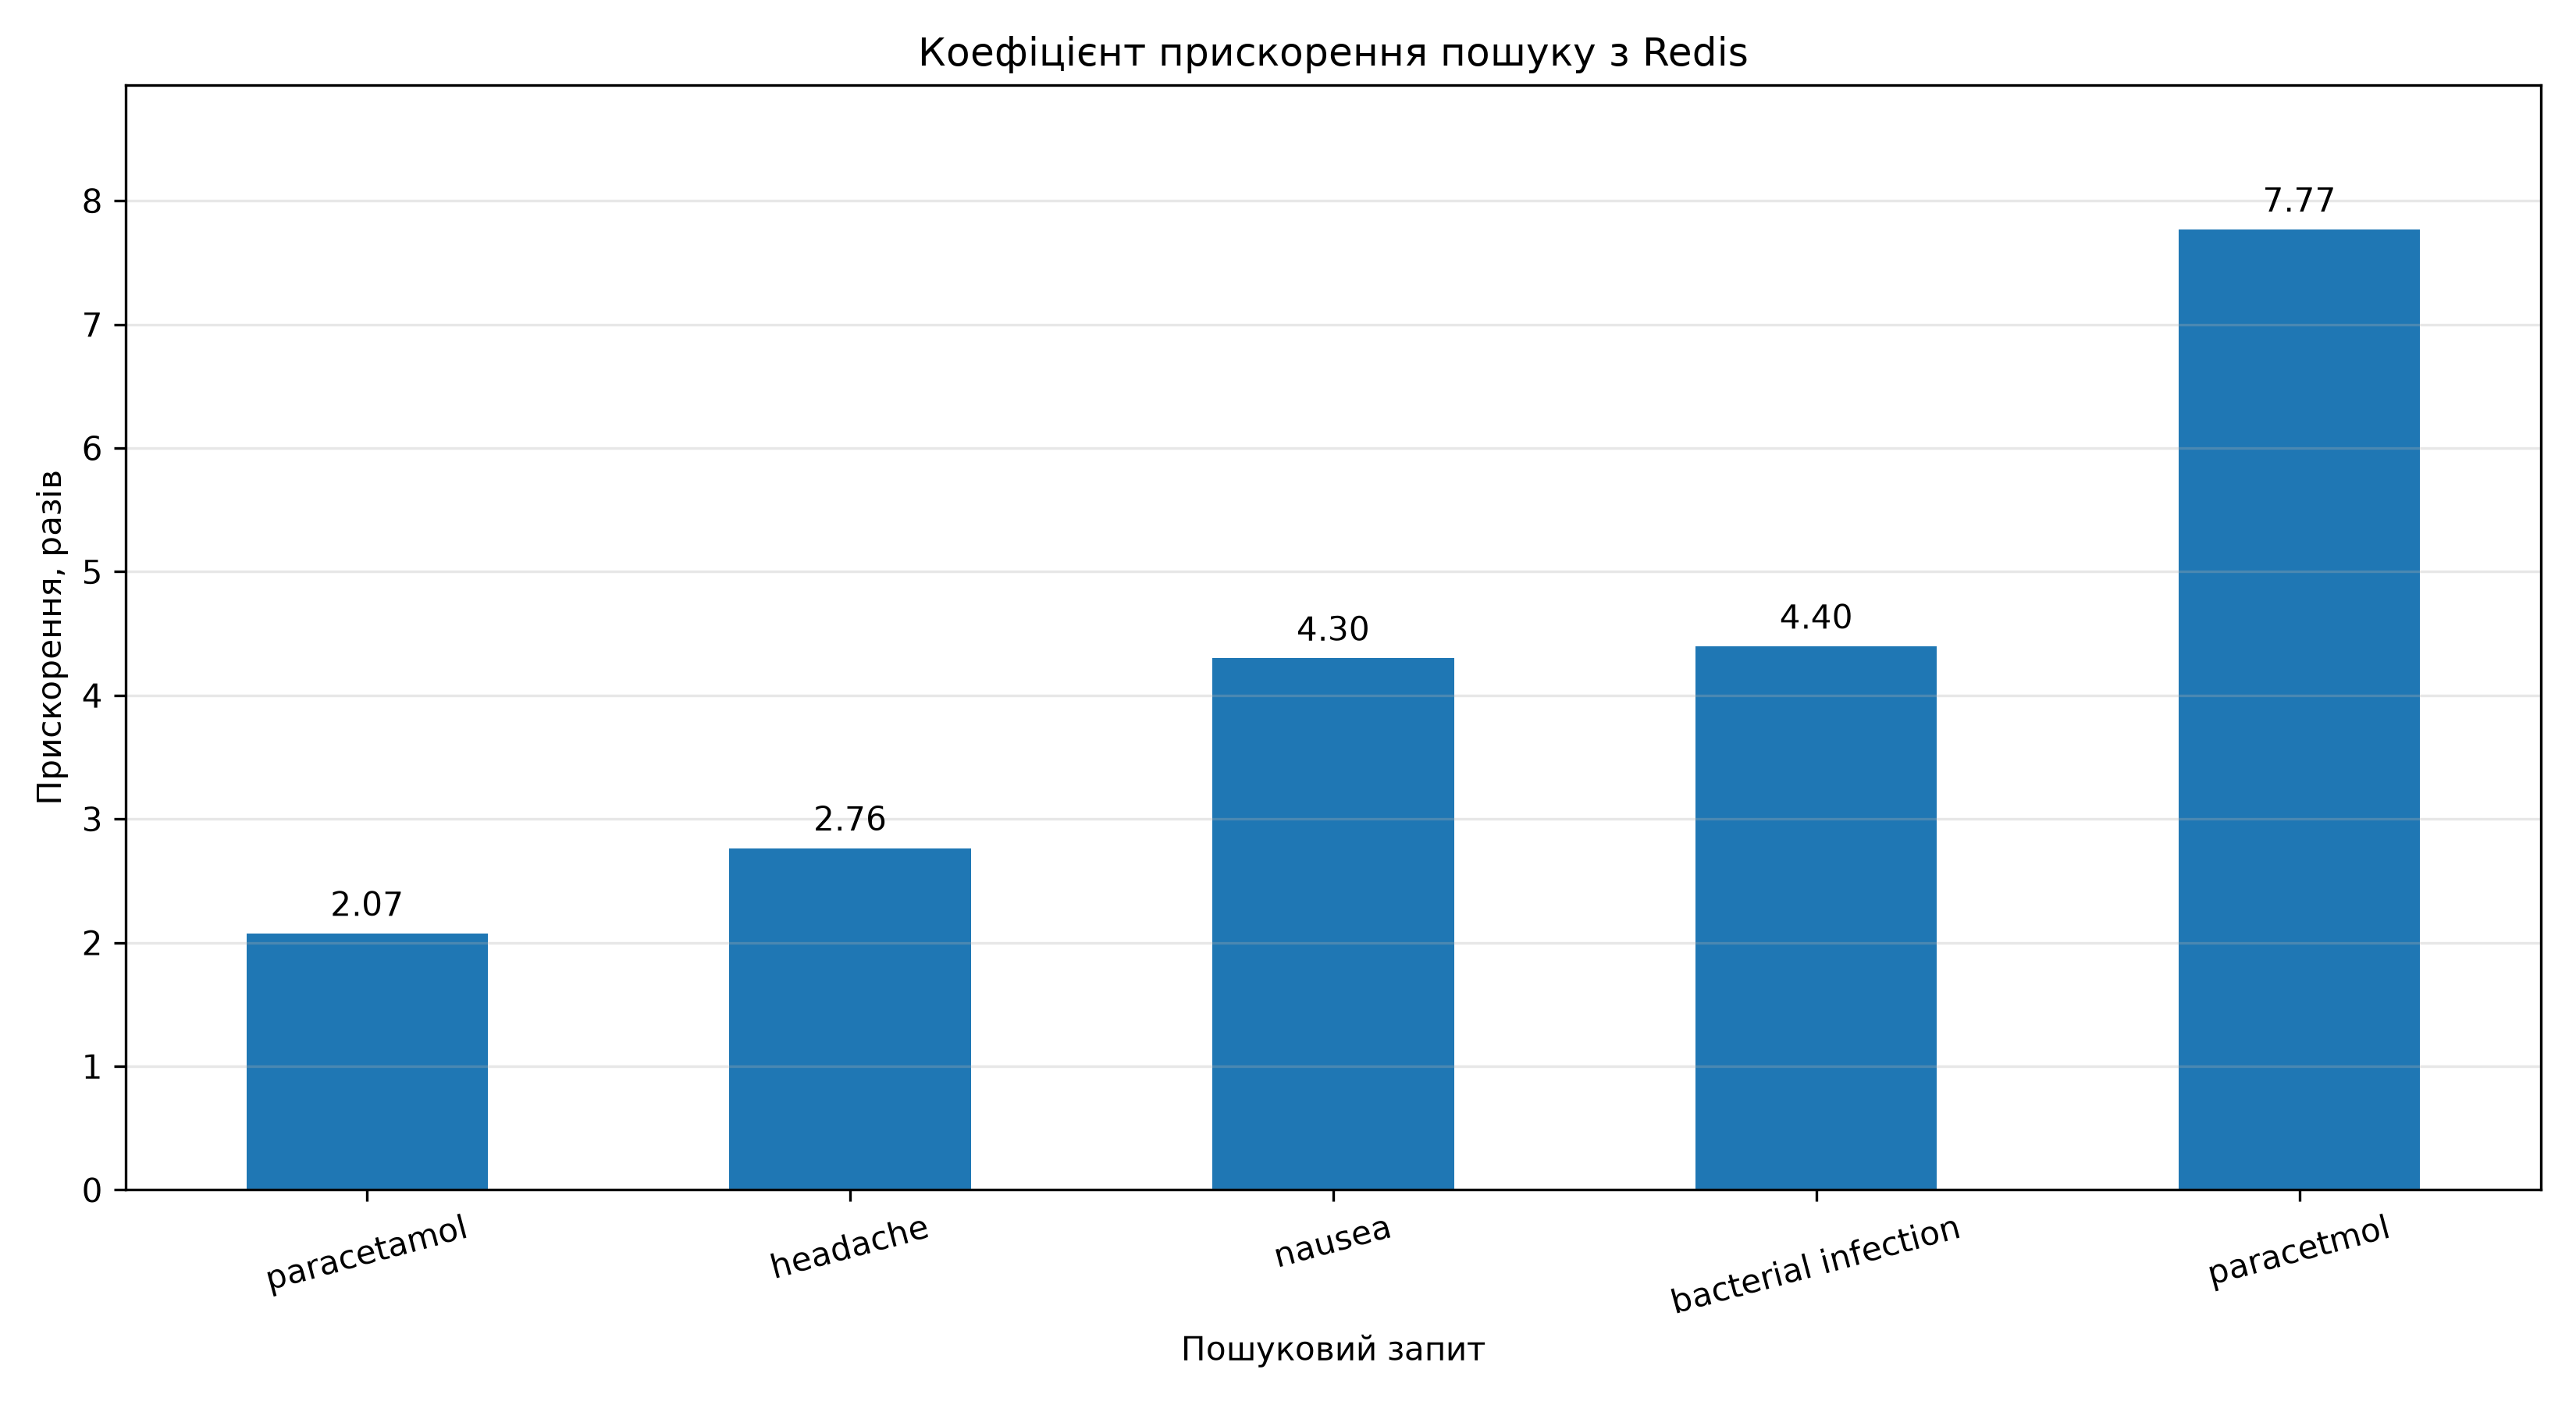 Коефіцієнт прискорення пошуку з Redis
Прискорення, разів
8
7
6
5
4
3
2
1
0
2.07
2.76
4.30
4.40
7.77
paracetamol
headache
nausea
bacterial infection
paracetmol
Пошуковий запит